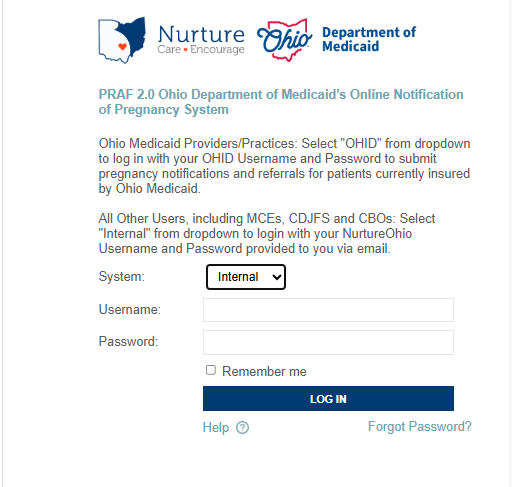 Nurture
Care ♥ Encourage
Ohio
Department of
Medicaid
PRAF 2.0 Ohio Department of Medicaid's Online Notification
of Pregnancy System
Ohio Medicaid Providers/Practices: Select "OHID" from dropdown
to log in with your OHID Username and Password to submit
pregnancy notifications and referrals for patients currently insured
by Ohio Medicaid.
All Other Users, including MCEs, CDJFS and CBOs: Select
"Internal" from dropdown to login with your NurtureOhio
Username and Password provided to you via email.
System: Internal
Username:
Password:
Remember me
LOG IN
Help ? Forgot Password?